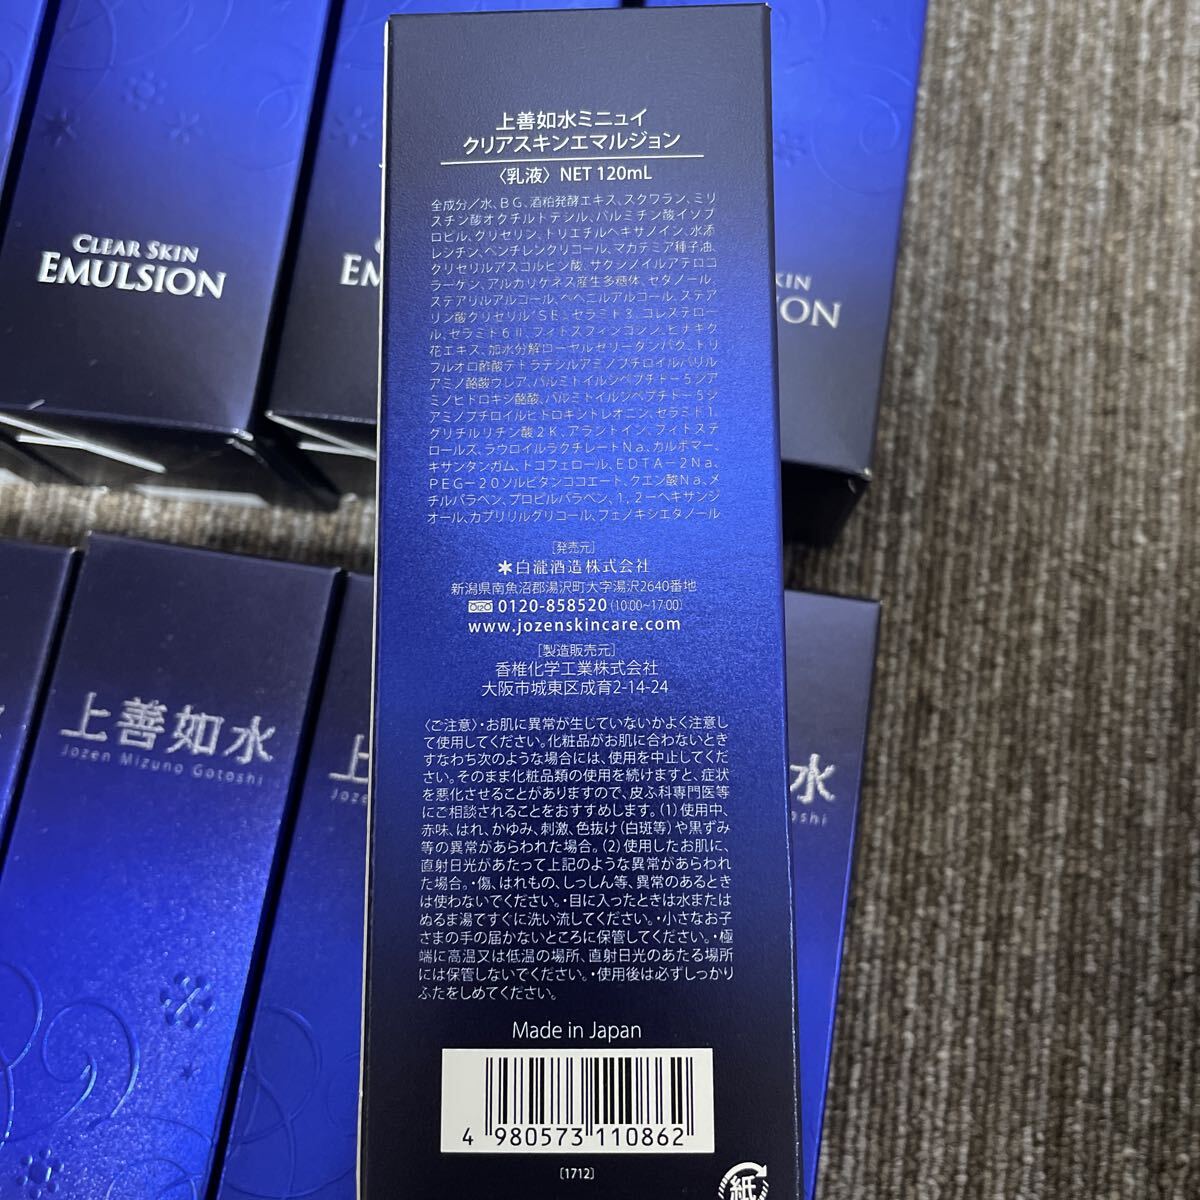 CLEAR SKIN
EMULSION
EM
KIN
ON
上善如水ミニュイ
クリアスキンエマルジョン
〈乳液〉 NET 120mL
全成分／水、BG、酒粕発酵エキス、スクワラン、ミリ
スチン酸オクチルドデシル、パルミチン酸イソプ
ロピル、グリセリン、トリエチルヘキサノイン、水添
レシチン、ペンチレングリコール、マカデミア種子油、
グリセリルアスコルビン酸、サクシノイルアテロコ
ラーゲン、アルカリゲネス産生多糖体、セタノール、
ステアリルアルコール、ベヘニルアルコール、ステア
リン酸グリセリル（SE）、セラミド3、コレステロー
ル、セラミド6Ⅱ、フィトスフィンゴシン、ヒナギク
花エキス、加水分解ローヤルゼリータンパク、トリ
フルオロ酢酸テトラデシルアミノブチロイルバリル
アミノ酪酸ウレア、パルミトイルジペプチド－5ジア
ミノヒドロキシ酪酸、パルミトイルジペプチド－5ジ
アミノブチロイルヒドロキシトレオニン、セラミド1、
グリチルリチン酸2K、アラントイン、フィトステ
ロールズ、ラウロイルラクチレートNa、カルボマー、
キサンタンガム、トコフェロール、EDTA－2Na、
PEG－20ソルビタンココエート、クエン酸Na、メ
チルパラベン、プロピルパラベン、1，2－ヘキサンジ
オール、カプリリルグリコール、フェノキシエタノール
［発売元］
白瀧酒造株式会社
新潟県南魚沼郡湯沢町大字湯沢2640番地
0120-858520（10:00~17:00）
www.jozenskincare.com
［製造販売元］
香椎化学工業株式会社
大阪市城東区成育2-14-24
〈ご注意〉・お肌に異常が生じていないかよく注意し
て使用してください。化粧品がお肌に合わないとき
すなわち次のような場合には、使用を中止してくだ
さい。そのまま化粧品類の使用を続けますと、症状
を悪化させることがありますので、皮ふ科専門医等
にご相談されることをおすすめします。（1）使用中、
赤味、はれ、かゆみ、刺激、色抜け（白斑等）や黒ずみ
等の異常があらわれた場合。（2）使用したお肌に、
直射日光があたって上記のような異常があらわれ
た場合。・傷、はれもの、しっしん等、異常のあるとき
は使わないでください。・目に入ったときは水または
ぬるま湯ですぐに洗い流してください。・小さなお子
さまの手の届かないところに保管してください。・極
端に高温又は低温の場所、直射日光のあたる場所
には保管しないでください。・使用後は必ずしっかり
ふたをしめてください。
Made in Japan
4 980573 110862
［1712］
紙
上善如水
Jozen Mizuno Gotoshi
上
Joze
水
otoshi